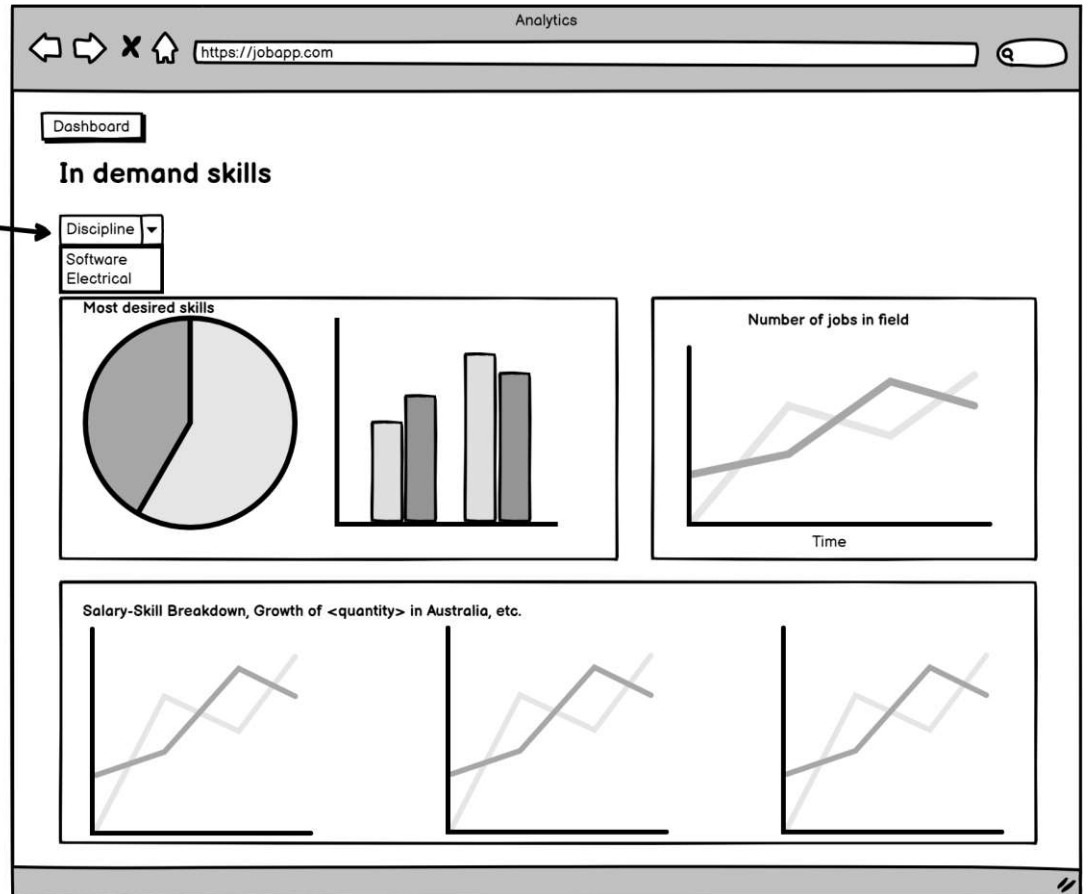 Analytics
https://jobapp.com
Dashboard
In demand skills
Discipline
Software
Electrical
Most desired skills
Number of jobs in field
Time
Salary-Skill Breakdown, Growth of <quantity> in Australia, etc.